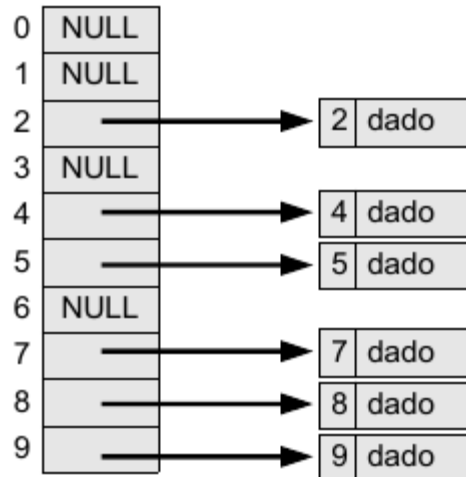 0 NULL
1 NULL
2 2 dado
3 NULL
4 4 dado
5 5 dado
6 NULL
7 7 dado
8 8 dado
9 9 dado